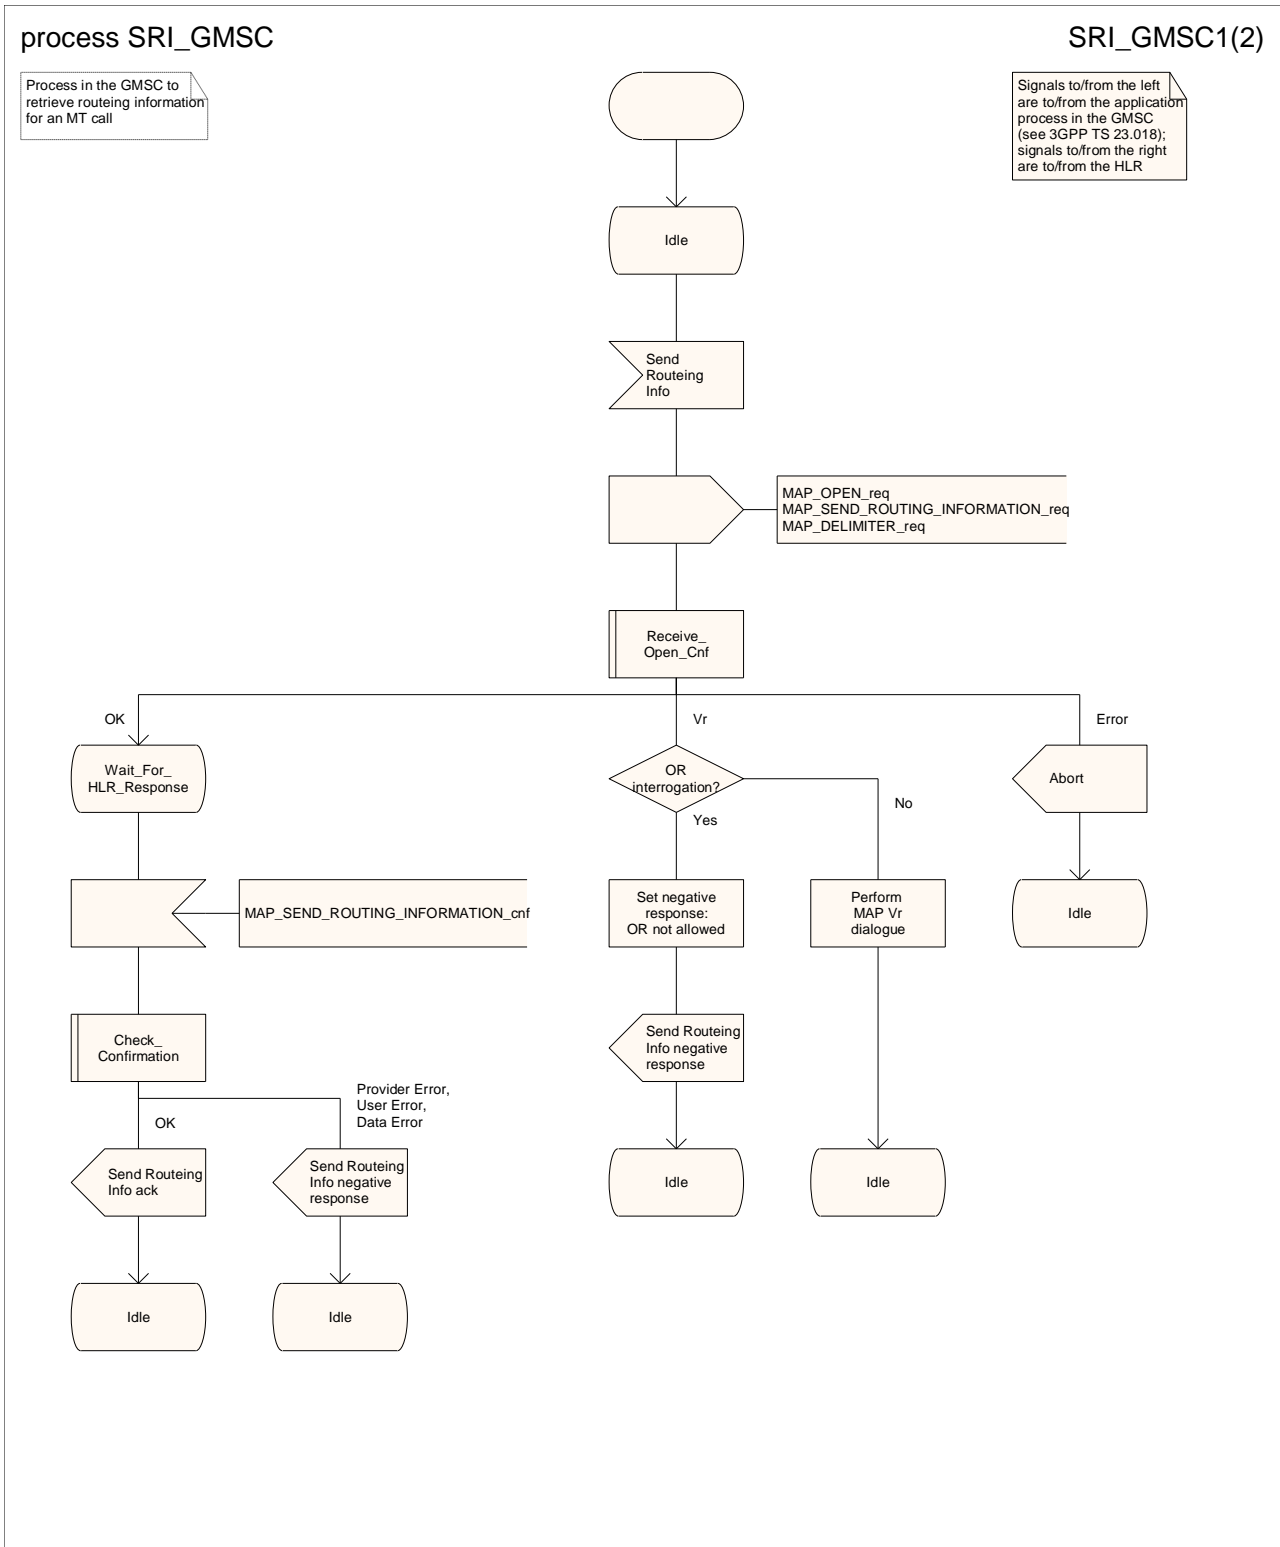 process SRI_GMSC
SRI_GMSC1(2)
Process in the GMSC to
retrieve routeing information
for an MT call
Signals to/from the left
are to/from the application
process in the GMSC
(see 3GPP TS 23.018);
signals to/from the right
are to/from the HLR
Idle
Send
Routeing
Info
MAP_OPEN_req
MAP_SEND_ROUTING_INFORMATION_req
MAP_DELIMITER_req
Receive_
Open_Cnf
OK
Vr
Error
Wait_For_
HLR_Response
OR
interrogation?
Abort
No
Yes
MAP_SEND_ROUTING_INFORMATION_cnf
Set negative
response:
OR not allowed
Perform
MAP Vr
dialogue
Idle
Check_
Confirmation
Send Routeing
Info negative
response
OK
Provider Error,
User Error,
Data Error
Send Routeing
Info ack
Send Routeing
Info negative
response
Idle
Idle
Idle
Idle